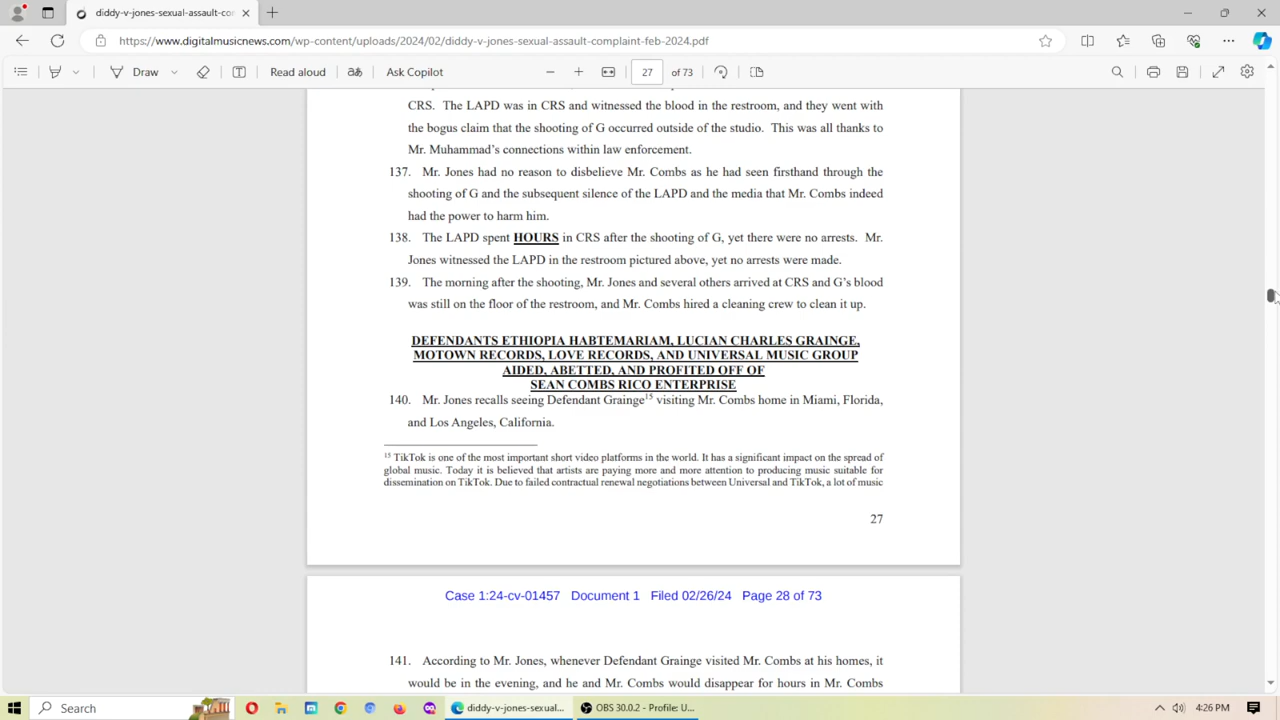 diddy-v-jones-sexual-assault-cor
https://www.digitalmusicnews.com/wp-content/uploads/2024/02/diddy-v-jones-sexual-assault-complaint-feb-2024.pdf
Draw
Read aloud
Ask Copilot
27
of 73
CRS. The LAPD was in CRS and witnessed the blood in the restroom, and they went with
the bogus claim that the shooting of G occurred outside of the studio. This was all thanks to
Mr. Muhammad's connections within law enforcement.
137. Mr. Jones had no reason to disbelieve Mr. Combs as he had seen firsthand through the
shooting of G and the subsequent silence of the LAPD and the media that Mr. Combs indeed
had the power to harm him.
138. The LAPD spent HOURS in CRS after the shooting of G, yet there were no arrests. Mr.
Jones witnessed the LAPD in the restroom pictured above, yet no arrests were made.
139. The morning after the shooting, Mr. Jones and several others arrived at CRS and G's blood
was still on the floor of the restroom, and Mr. Combs hired a cleaning crew to clean it up.
DEFENDANTS ETHIOPIA HABTEMARIAM, LUCIAN CHARLES GRAINGE,
MOTOWN RECORDS, LOVE RECORDS, AND UNIVERSAL MUSIC GROUP
AIDED, ABETTED, AND PROFITED OFF OF
SEAN COMBS RICO ENTERPRISE
140. Mr. Jones recalls seeing Defendant Grainge15 visiting Mr. Combs home in Miami, Florida,
and Los Angeles, California.
15 TikTok is one of the most important short video platforms in the world. It has a significant impact on the spread of
global music. Today it is believed that artists are paying more and more attention to producing music suitable for
dissemination on TikTok. Due to failed contractual renewal negotiations between Universal and TikTok, a lot of music
27
Case 1:24-cv-01457 Document 1 Filed 02/26/24 Page 28 of 73
141. According to Mr. Jones, whenever Defendant Grainge visited Mr. Combs at his homes, it
would be in the evening, and he and Mr. Combs would disappear for hours in Mr. Combs
Search
diddy-v-jones-sexual...
OBS 30.0.2 - Profile: U...
4:26 PM